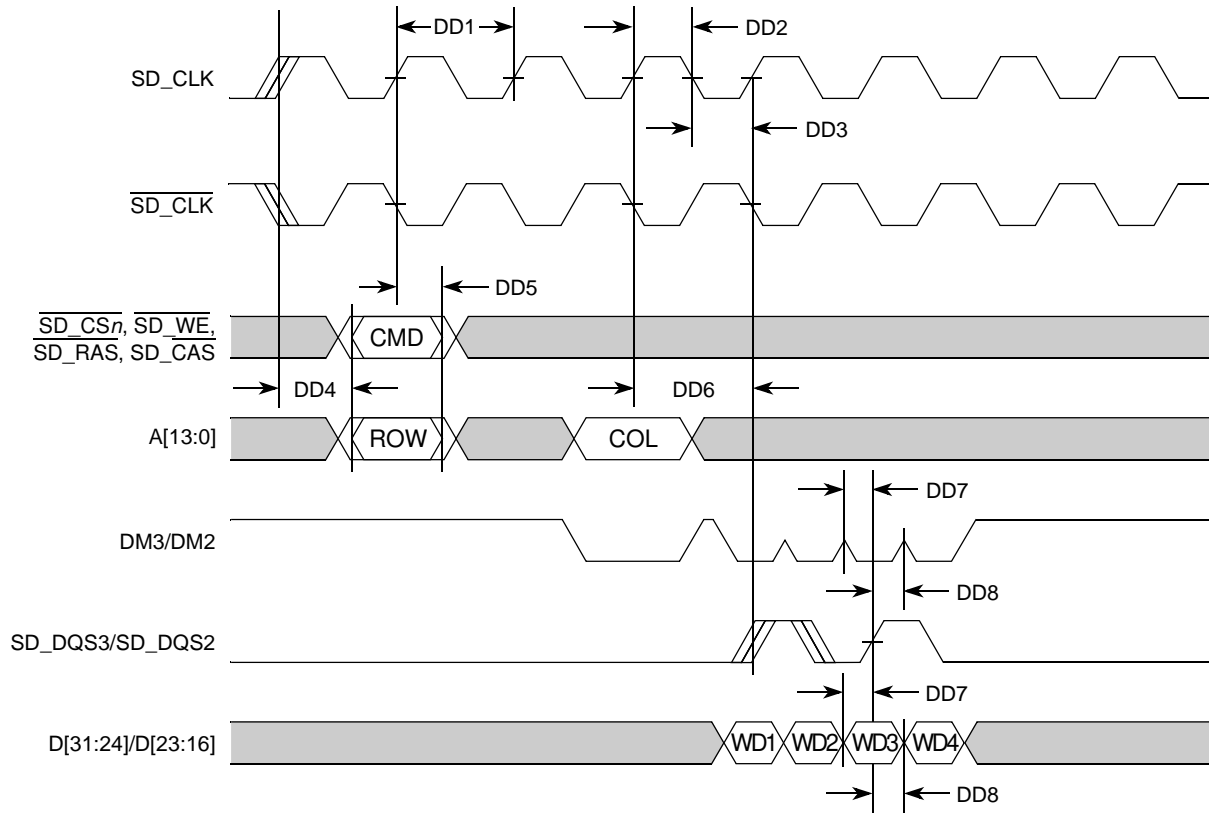 DD1
DD2
SD_CLK
DD3
SD_CLK
DD5
SD_CSn, SD_WE,
SD_RAS, SD_CAS
CMD
DD4
DD6
A[13:0]
ROW
COL
DD7
DM3/DM2
DD8
SD_DQS3/SD_DQS2
DD7
D[31:24]/D[23:16]
WD1
WD2
WD3
WD4
DD8